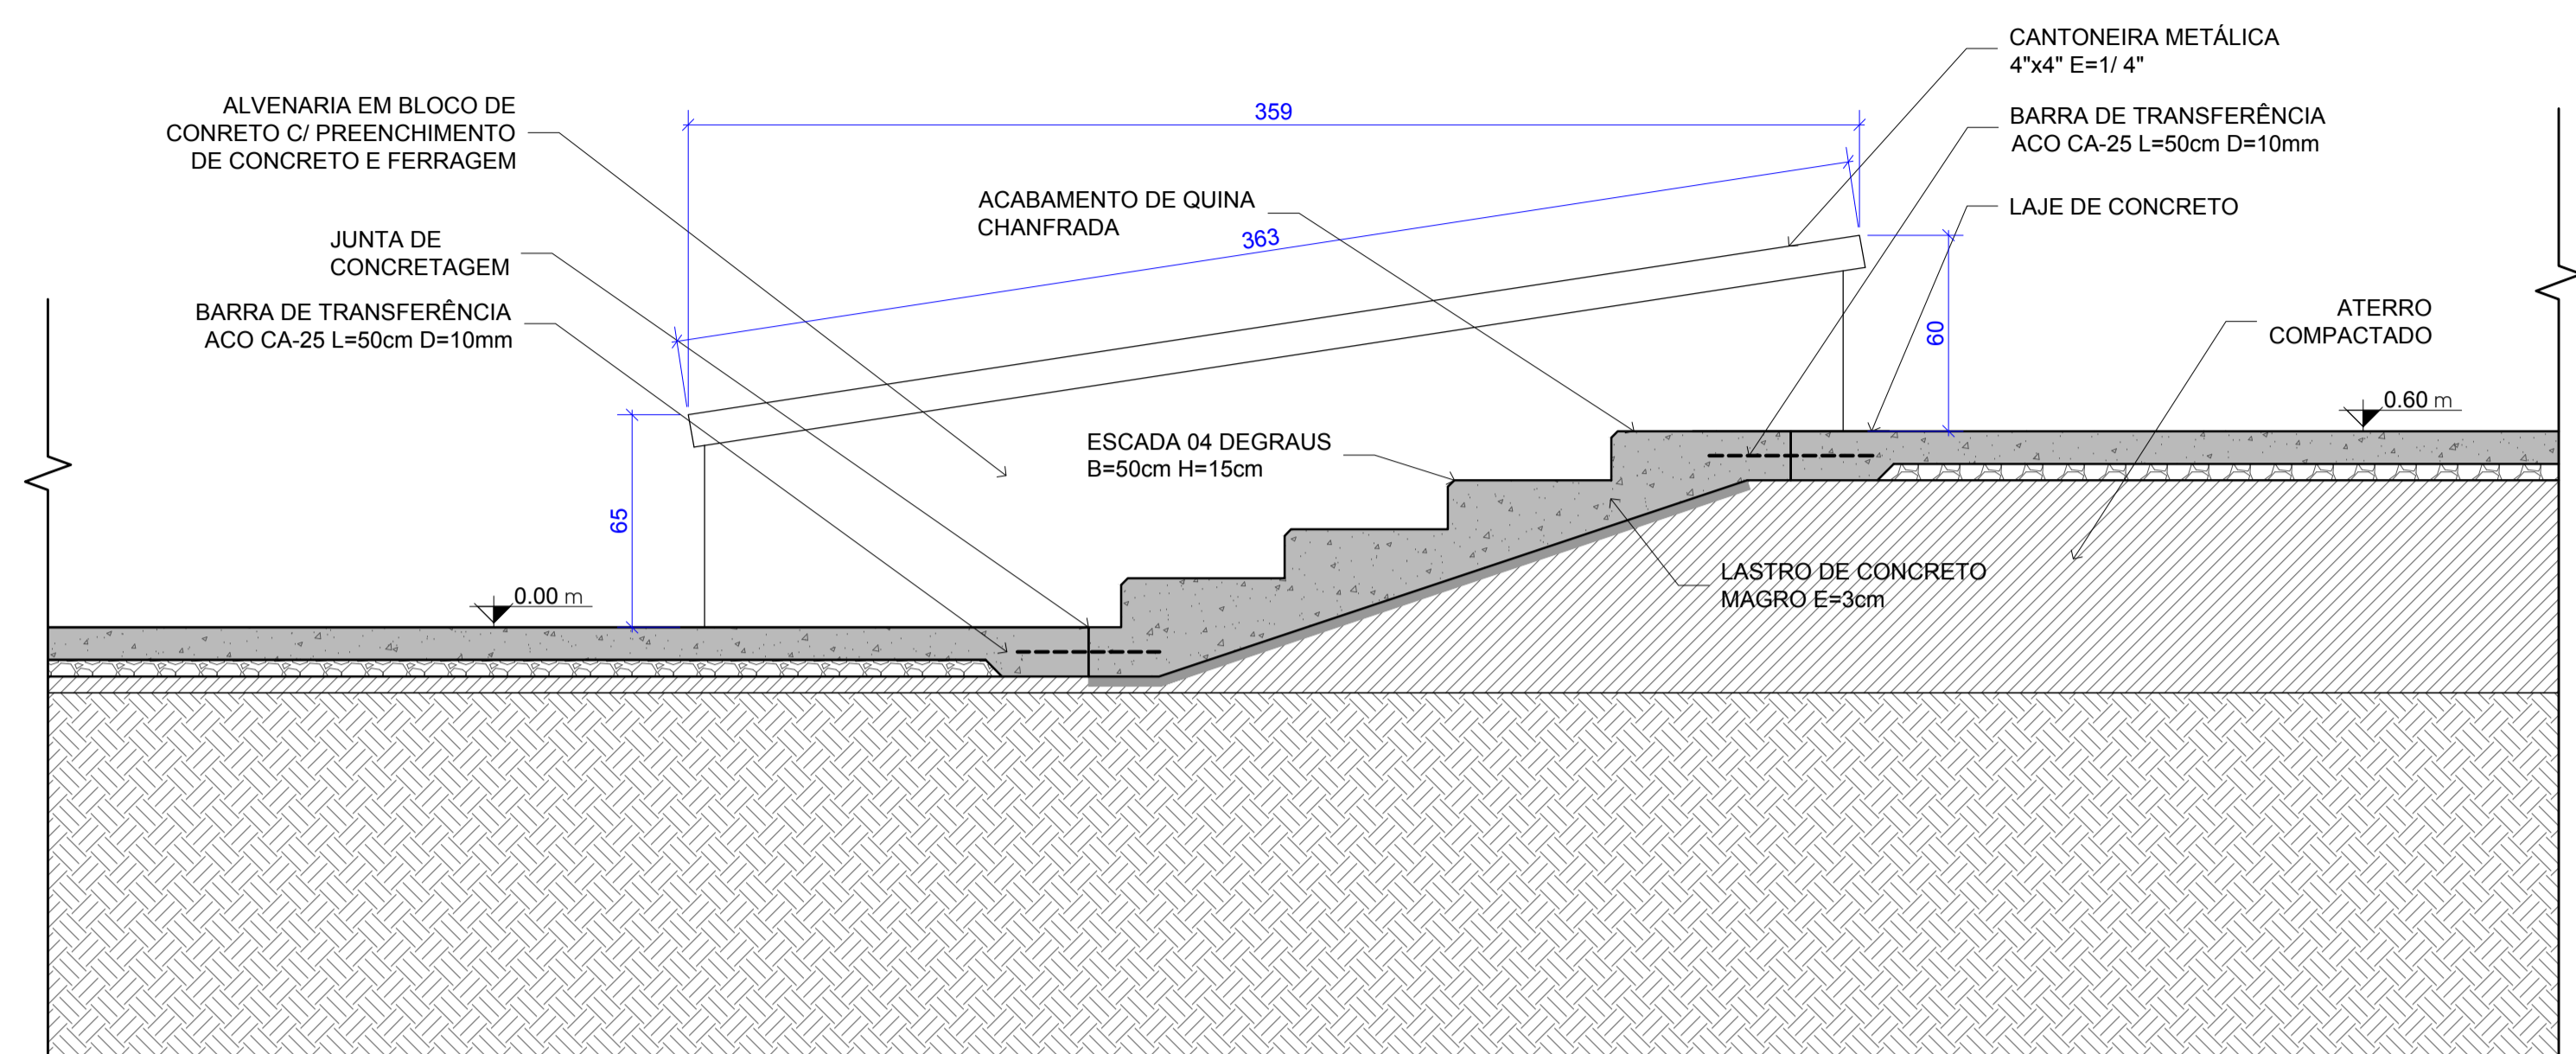 CANTONEIRA METÁLICA
4"x4" E=1/ 4"
ALVENARIA EM BLOCO DE
CONRETO C/ PREENCHIMENTO
DE CONCRETO E FERRAGEM
359
BARRA DE TRANSFERÊNCIA
ACO CA-25 L=50cm D=10mm
ACABAMENTO DE QUINA
CHANFRADA
LAJE DE CONCRETO
JUNTA DE
CONCRETAGEM
363
BARRA DE TRANSFERÊNCIA
ACO CA-25 L=50cm D=10mm
ATERRO
COMPACTADO
60
0.60 m
ESCADA 04 DEGRAUS
B=50cm H=15cm
65
LASTRO DE CONCRETO
MAGRO E=3cm
0.00 m